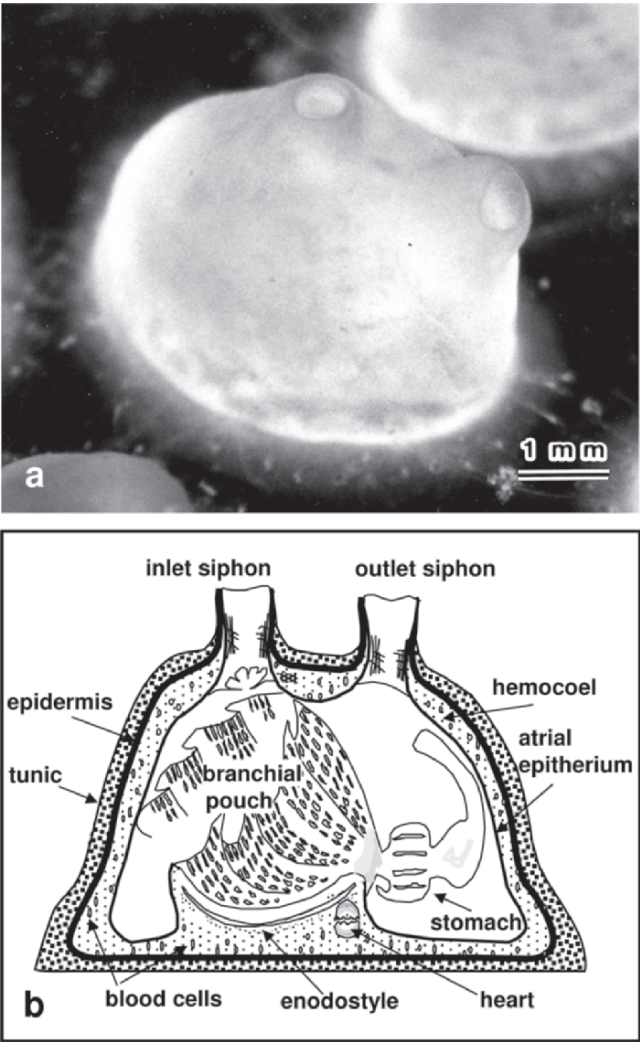 1 mm
a
inlet siphon
outlet siphon
epidermis
hemocoel
tunic
atrial
epitherium
branchial
pouch
stomach
blood cells
enodostyle
heart
b